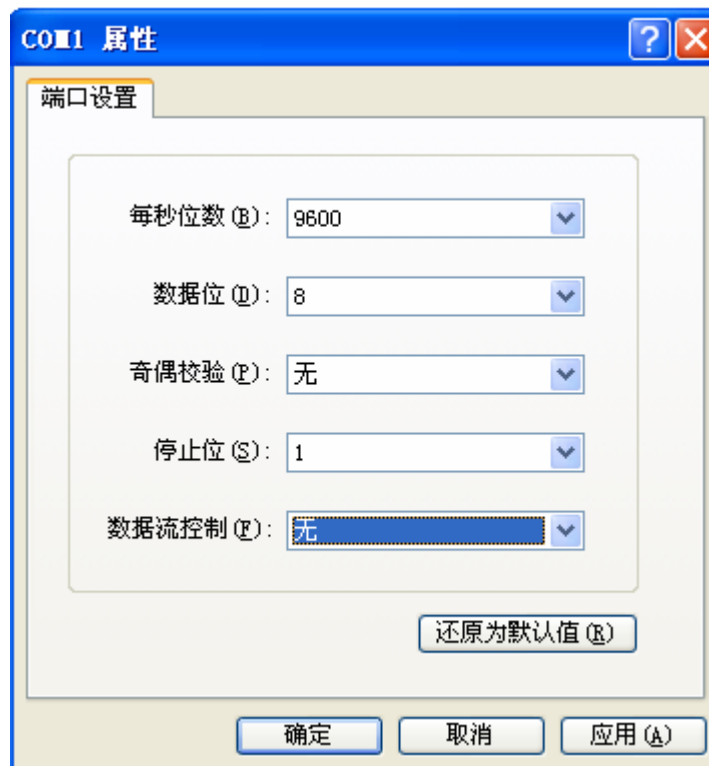 COM1 属性
端口设置
每秒位数(B): 9600
数据位(D): 8
奇偶校验(P): 无
停止位(S): 1
数据流控制(F): 无
还原为默认值(R)
确定 取消 应用(A)